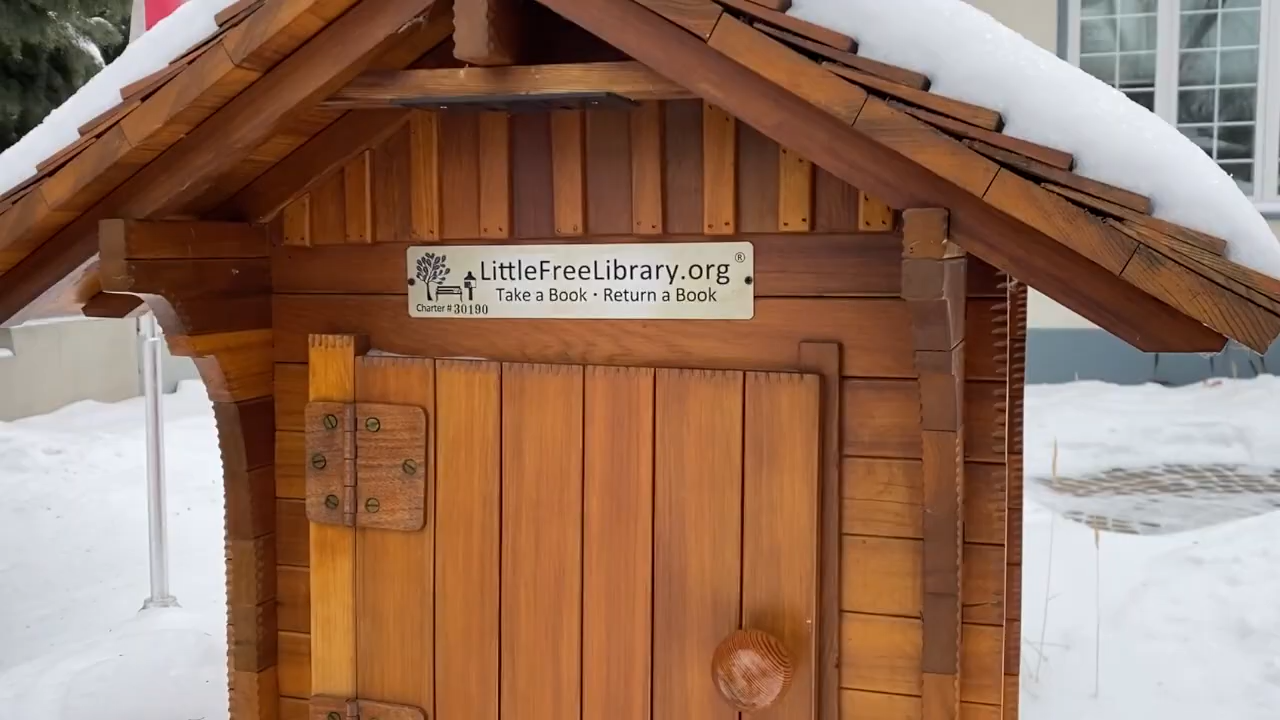 LittleFreeLibrary.org®
Take a Book • Return a Book
Charter # 30190